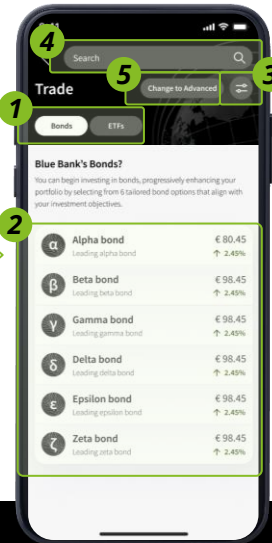 4
Search
5
3
Trade
Change to Advanced
1
Bonds
ETFs
Blue Bank's Bonds?
You can begin investing in bonds, progressively enhancing your
portfolio by selecting from 6 tailored bond options that align with
your investment objectives.
2
α Alpha bond € 80.45
Leading alpha bond ↑ 2.45%
β Beta bond € 98.45
Leading beta bond ↑ 2.45%
γ Gamma bond € 98.45
Leading gamma bond ↑ 2.45%
δ Delta bond € 98.45
Leading delta bond ↑ 2.45%
ε Epsilon bond € 98.45
Leading epsilon bond ↑ 2.45%
ζ Zeta bond € 98.45
Leading zeta bond ↑ 2.45%